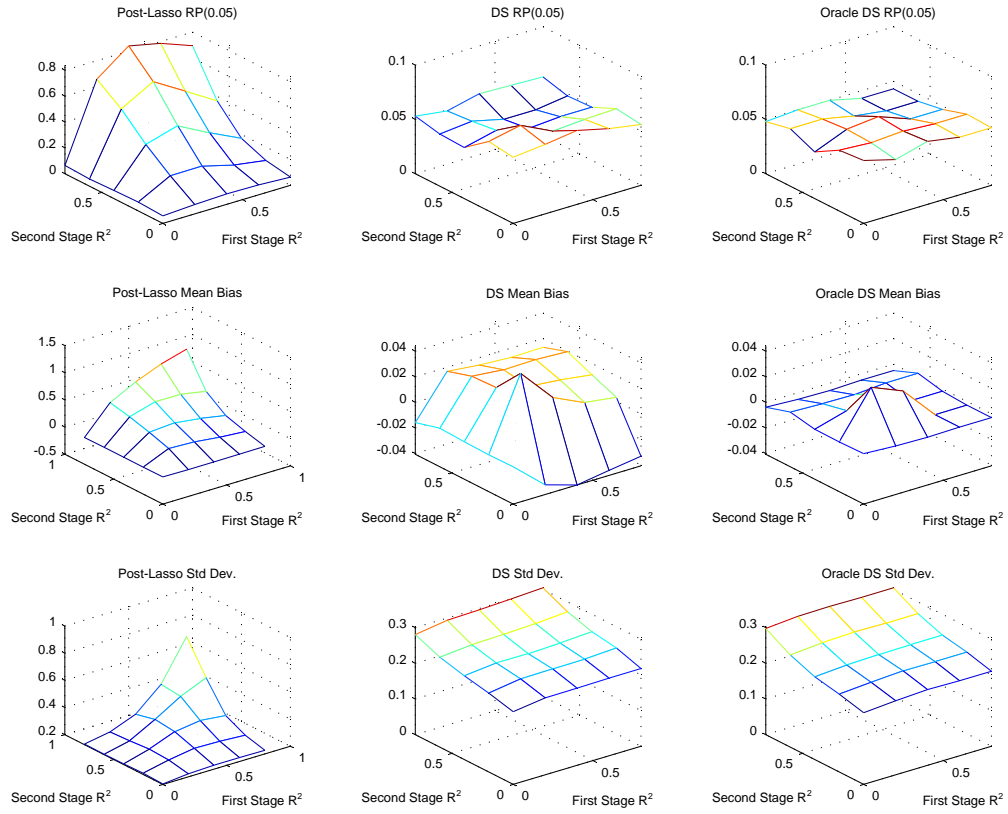 Post-Lasso RP(0.05)
0.8
0.6
0.4
0.2
0
0.5
0
0
0.5
Second Stage R²
First Stage R²
DS RP(0.05)
0.1
0.05
0
0.5
0
0
0.5
Second Stage R²
First Stage R²
Oracle DS RP(0.05)
0.1
0.05
0
0.5
0
0
0.5
Second Stage R²
First Stage R²
Post-Lasso Mean Bias
1.5
1
0.5
0
-0.5
1
0.5
0
0
0.5
1
Second Stage R²
First Stage R²
DS Mean Bias
0.04
0.02
0
-0.02
-0.04
0.5
0
0
0.5
Second Stage R²
First Stage R²
Oracle DS Mean Bias
0.04
0.02
0
-0.02
-0.04
0.5
0
0
0.5
Second Stage R²
First Stage R²
Post-Lasso Std Dev.
1
0.8
0.6
0.4
0.2
1
0.5
0
0
0.5
1
Second Stage R²
First Stage R²
DS Std Dev.
0.3
0.2
0.1
0
0.5
0
0
0.5
Second Stage R²
First Stage R²
Oracle DS Std Dev.
0.3
0.2
0.1
0
0.5
0
0
0.5
Second Stage R²
First Stage R²